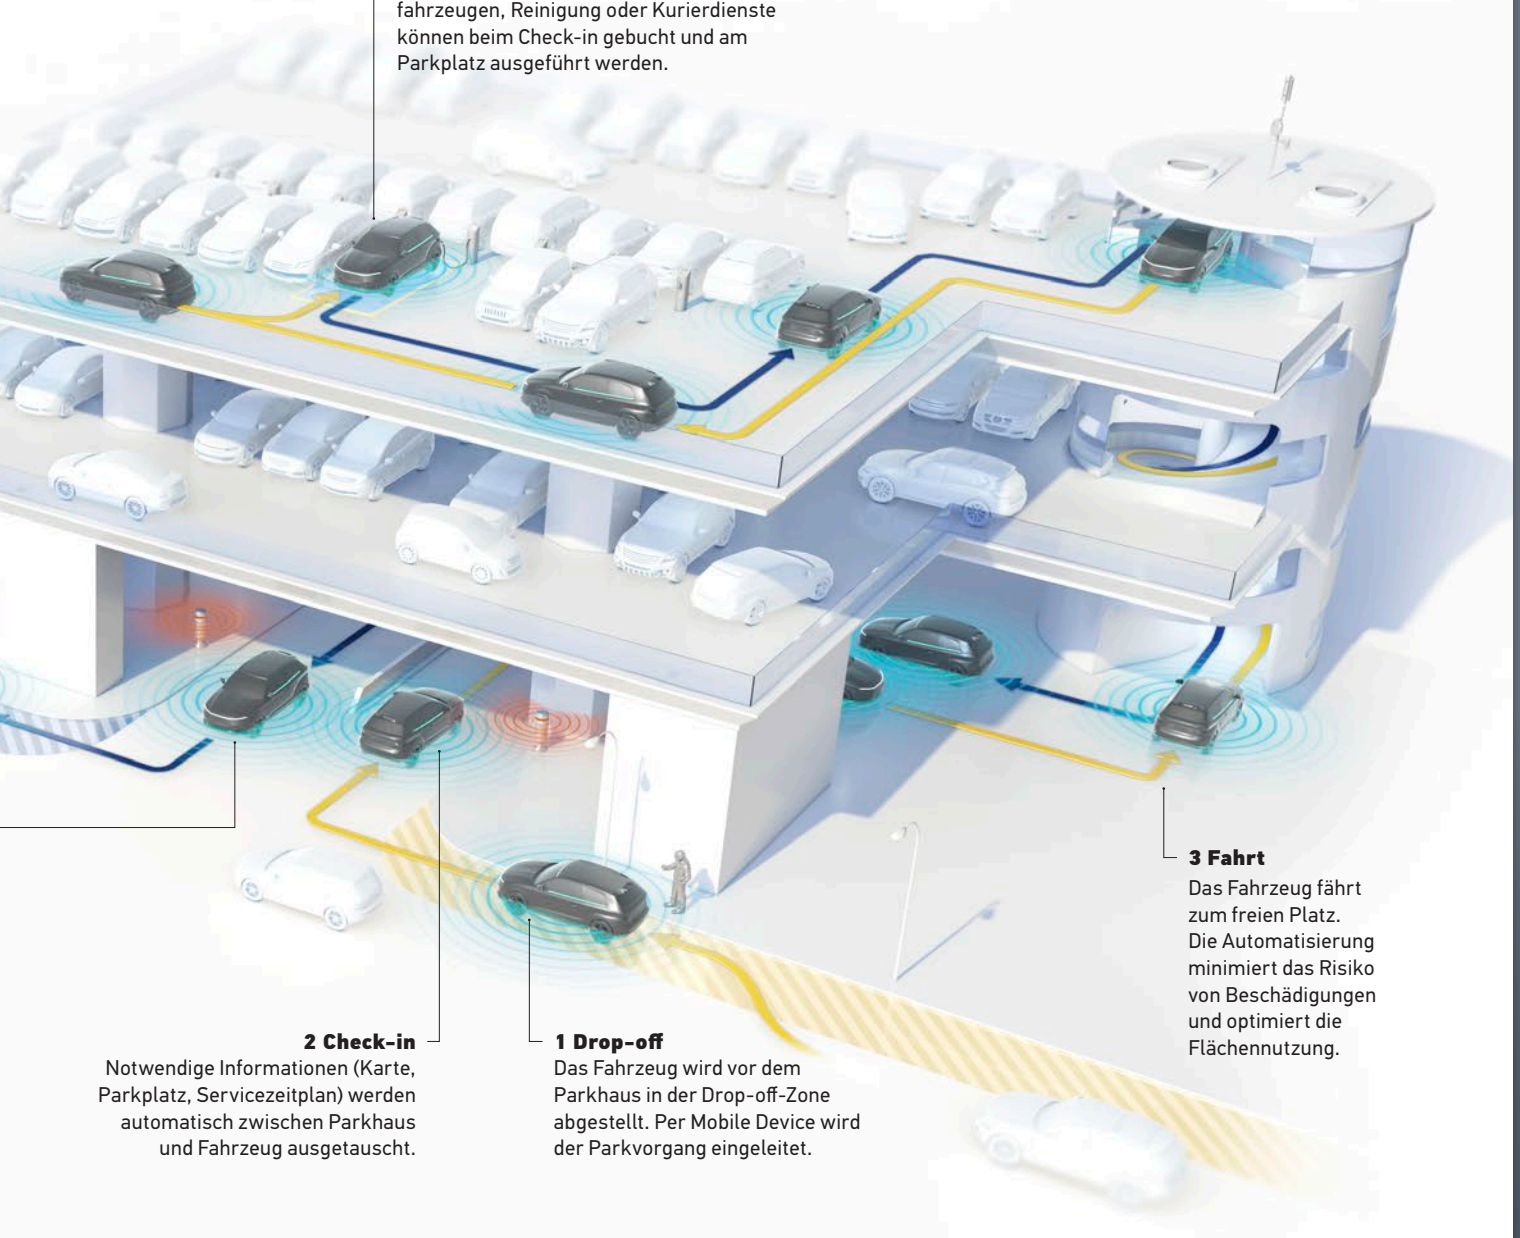 fahrzeugen, Reinigung oder Kurierdienste
können beim Check-in gebucht und am
Parkplatz ausgeführt werden.
3 Fahrt
Das Fahrzeug fährt
zum freien Platz.
Die Automatisierung
minimiert das Risiko
von Beschädigungen
und optimiert die
Flächennutzung.
2 Check-in
Notwendige Informationen (Karte,
Parkplatz, Servicezeitplan) werden
automatisch zwischen Parkhaus
und Fahrzeug ausgetauscht.
1 Drop-off
Das Fahrzeug wird vor dem
Parkhaus in der Drop-off-Zone
abgestellt. Per Mobile Device wird
der Parkvorgang eingeleitet.